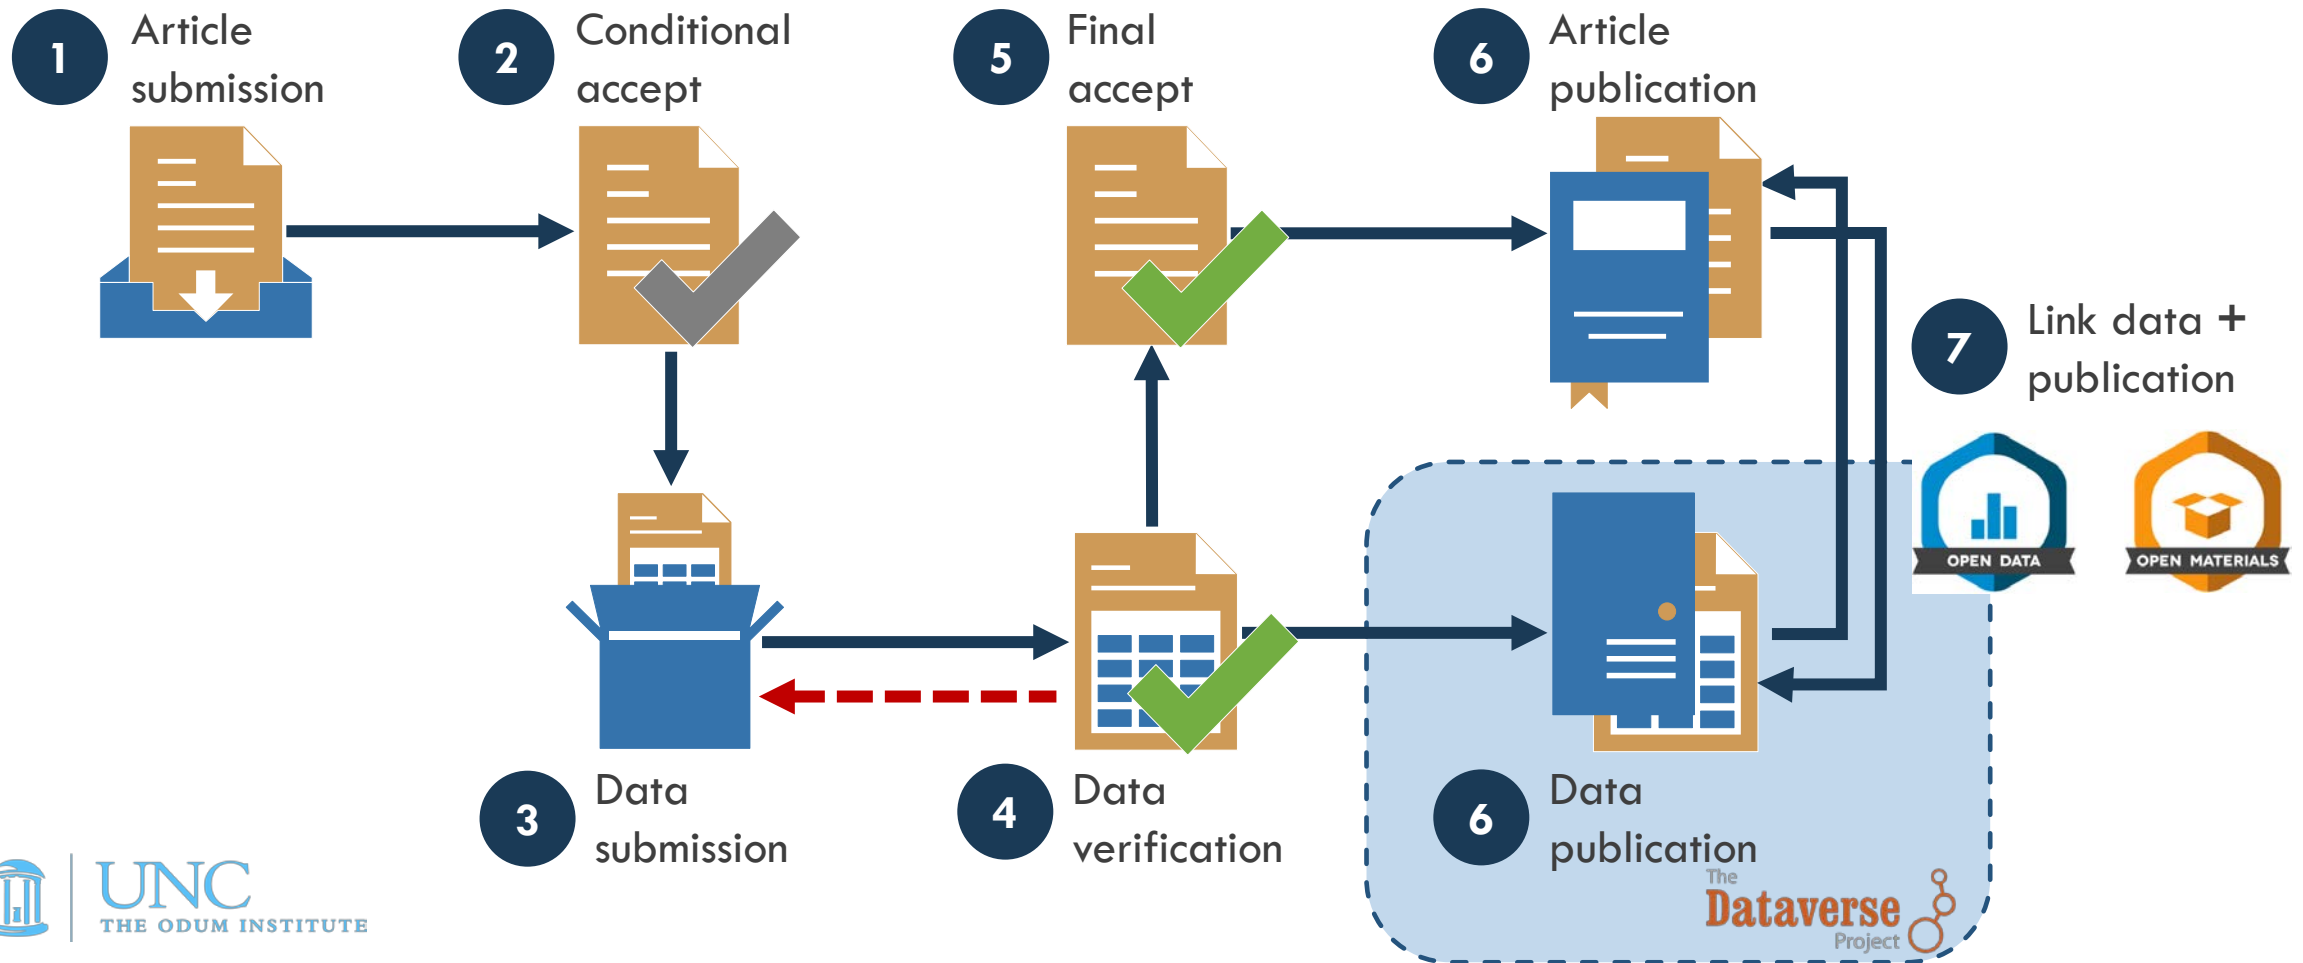 1
Article
submission
2
Conditional
accept
5
Final
accept
6
Article
publication
7
Link data +
publication
OPEN DATA
OPEN MATERIALS
3
Data
submission
4
Data
verification
6
Data
publication
The
Dataverse
Project
UNC
THE ODUM INSTITUTE